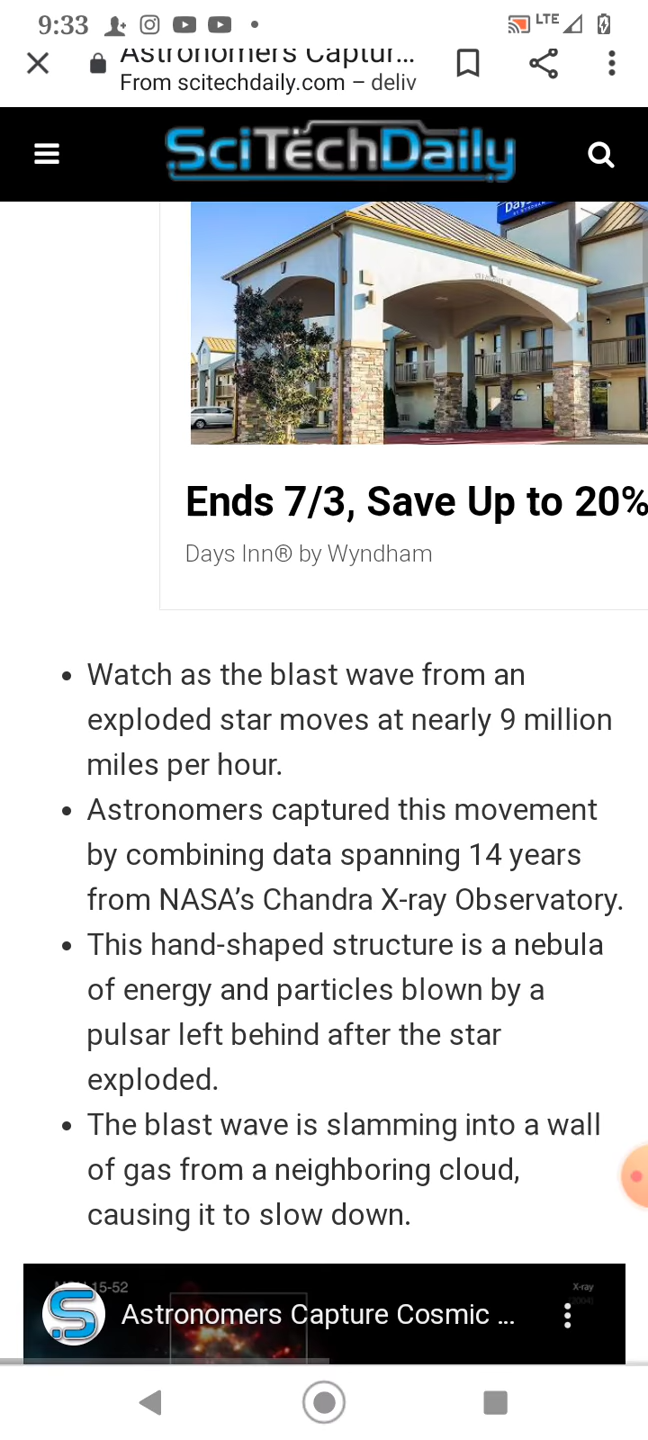 9:33
LTE
Astronomers Captur...
From scitechdaily.com – deliv
SciTechDaily
Days
Ends 7/3, Save Up to 20%
Days Inn® by Wyndham
• Watch as the blast wave from an
exploded star moves at nearly 9 million
miles per hour.
• Astronomers captured this movement
by combining data spanning 14 years
from NASA’s Chandra X-ray Observatory.
• This hand-shaped structure is a nebula
of energy and particles blown by a
pulsar left behind after the star
exploded.
• The blast wave is slamming into a wall
of gas from a neighboring cloud,
causing it to slow down.
15-52
X-ray
Astronomers Capture Cosmic ...